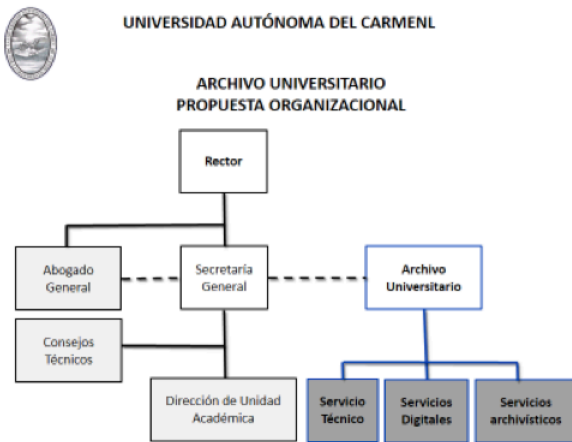 UNIVERSIDAD AUTÓNOMA DEL CARMENL
ARCHIVO UNIVERSITARIO
PROPUESTA ORGANIZACIONAL
Rector
Abogado
General
Secretaría
General
Archivo
Universitario
Consejos
Técnicos
Dirección de Unidad
Académica
Servicio
Técnico
Servicios
Digitales
Servicios
archivísticos